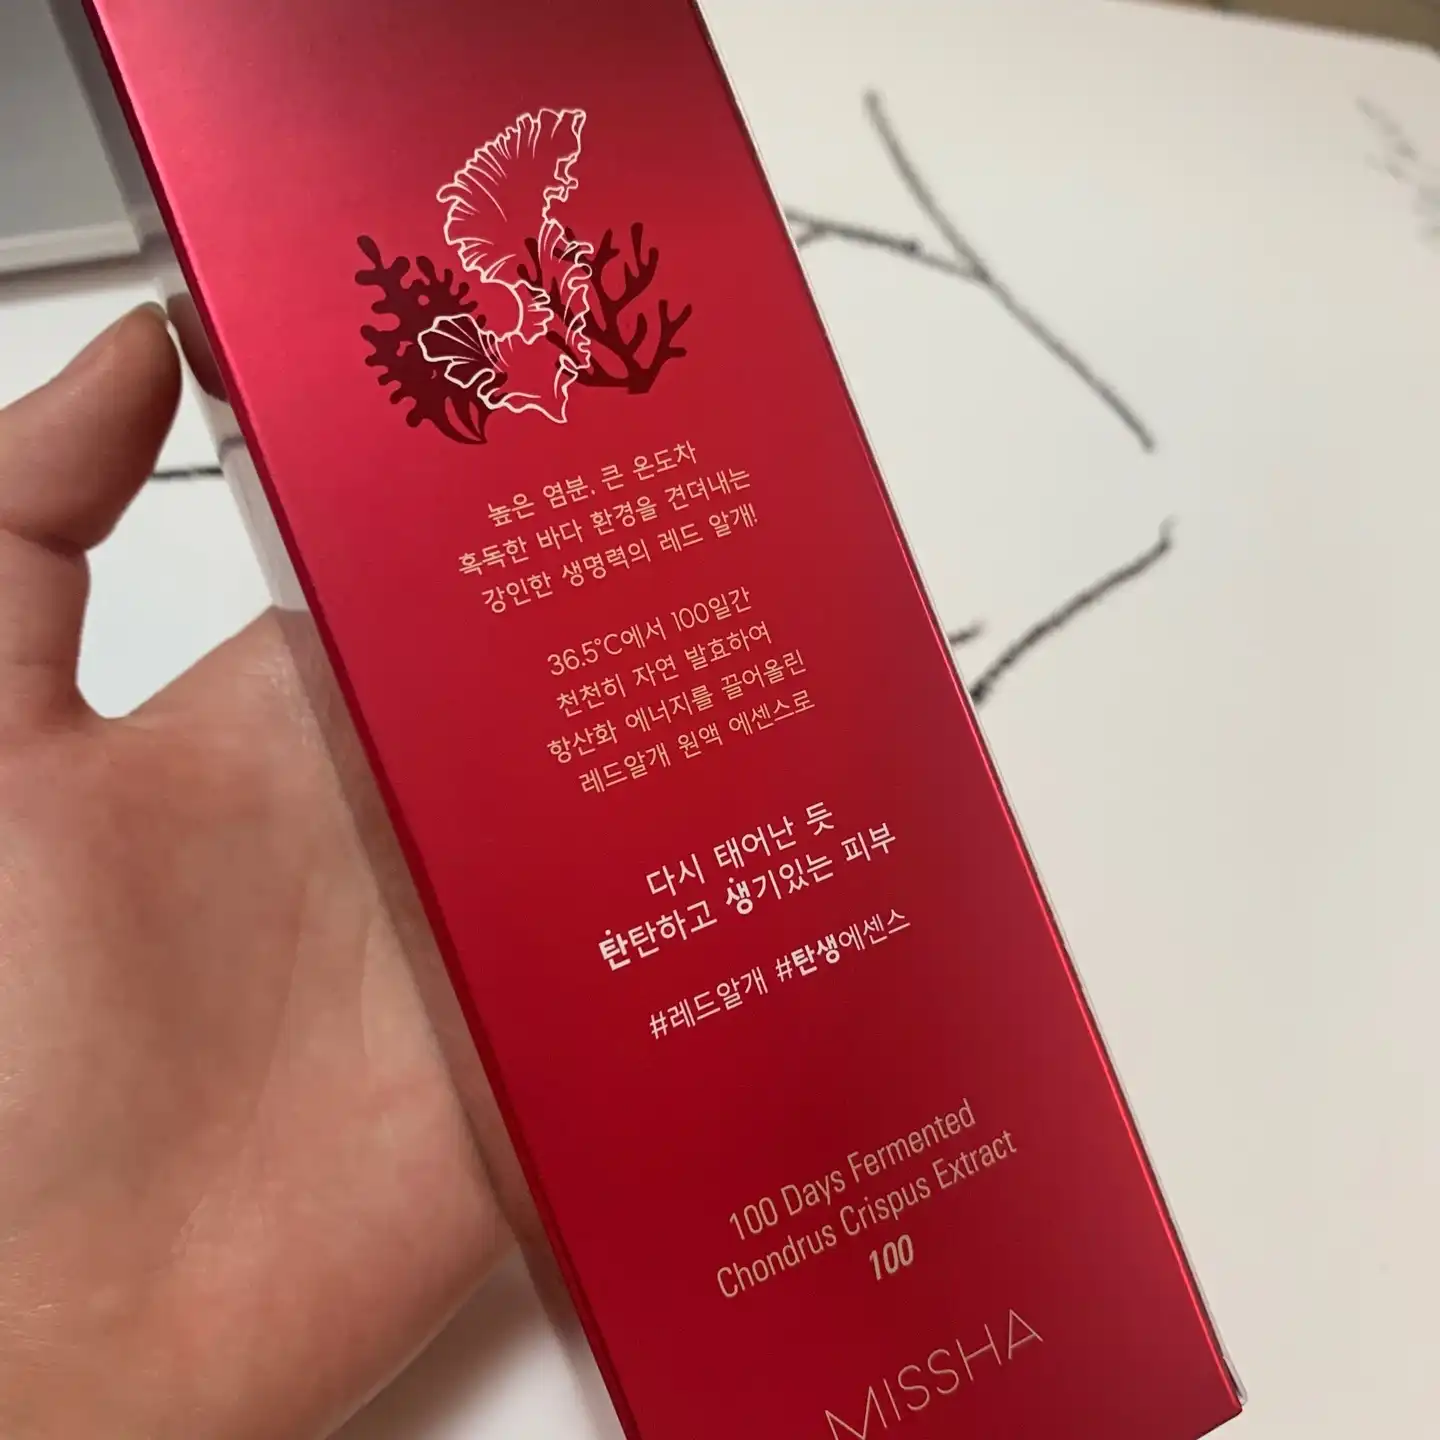 높은 염분, 큰 온도차
혹독한 바다 환경을 견뎌내는
강인한 생명력의 레드 알개!
36.5°C에서 100일간
천천히 자연 발효하여
항산화 에너지를 끌어올린
레드알개 원액 에센스로
다시 태어난 듯
탄탄하고 생기있는 피부
#레드알개 #탄생에센스
100 Days Fermented
Chondrus Crispus Extract
100
MISSHA